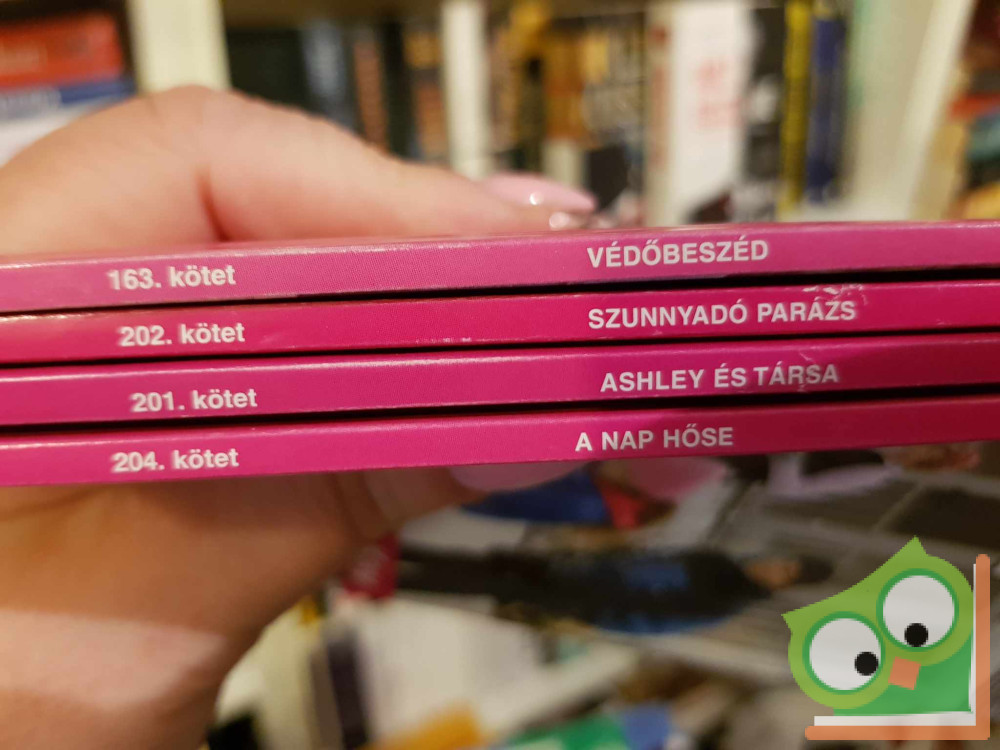 163. kötet VÉDŐBESZÉD
202. kötet SZUNNYADÓ PARÁZS
201. kötet ASHLEY ÉS TÁRSA
204. kötet A NAP HŐSE